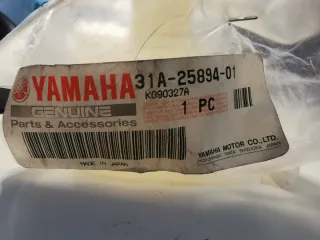 YAMAHA 31A-25894-01
K090327A
GENUINE
Parts & Accessories
1 PC
MADE IN JAPAN
YAMAHA MOTOR CO., LTD.